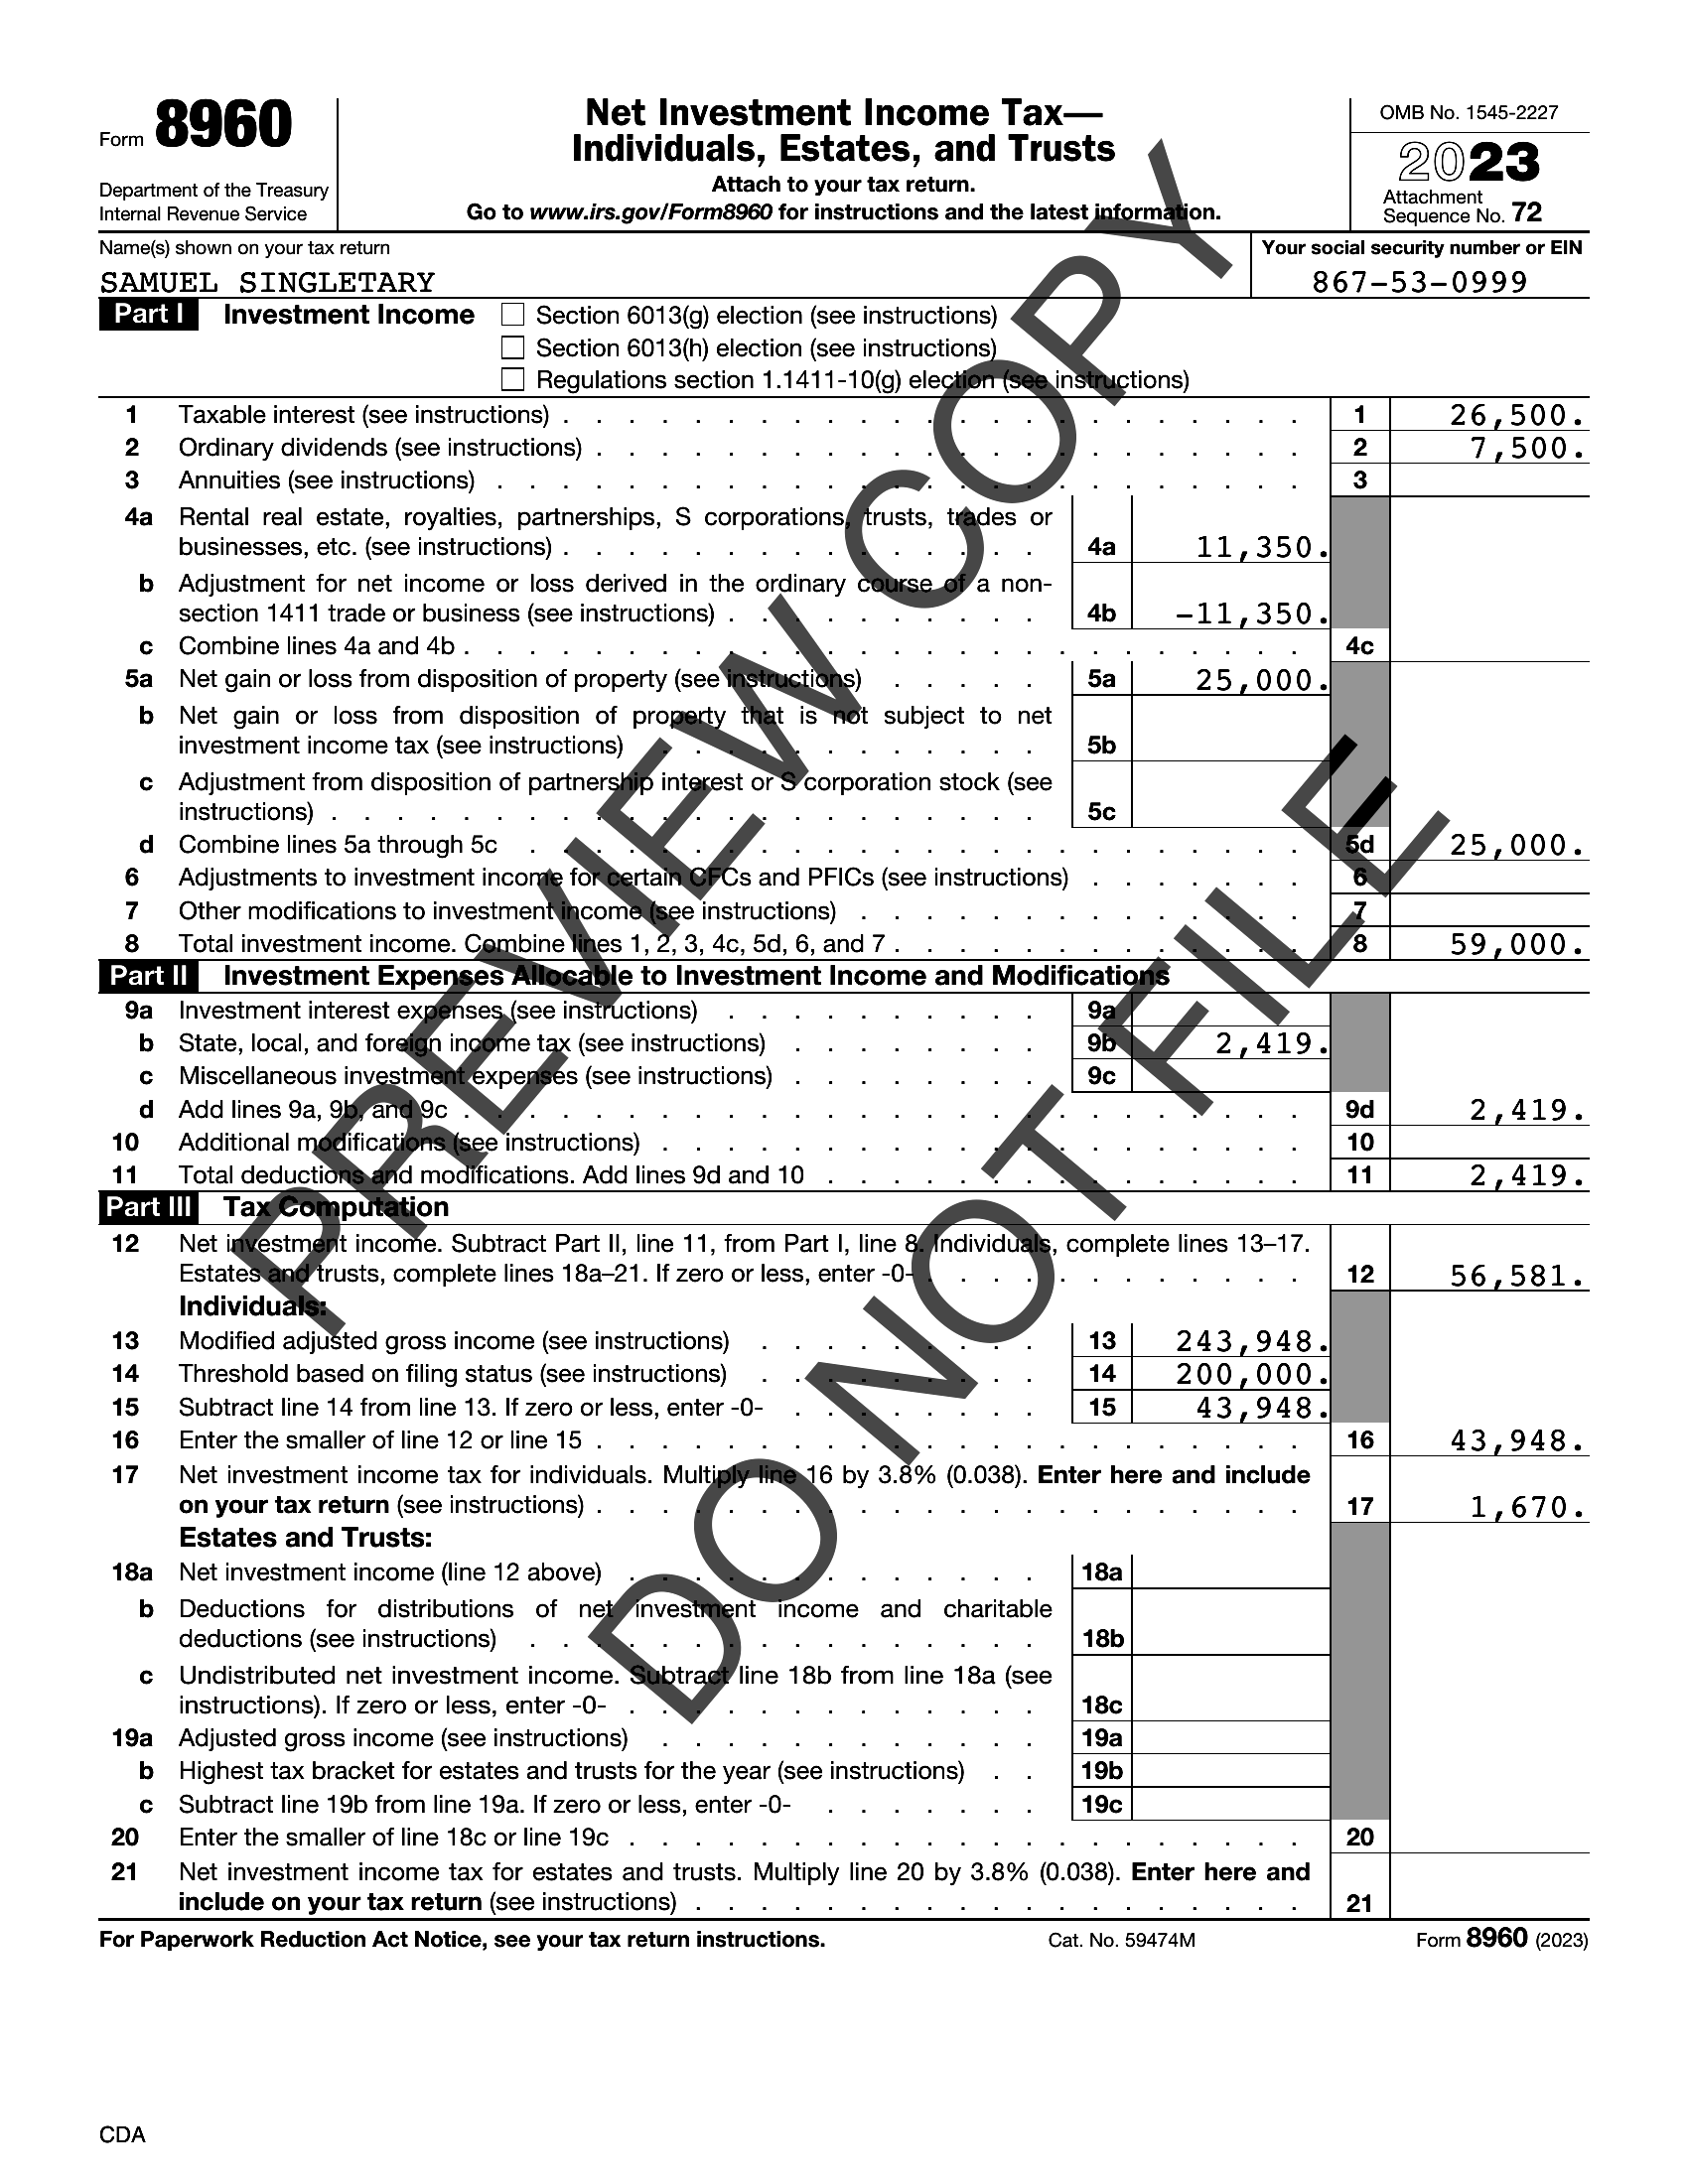 Form 8960
Department of the Treasury
Internal Revenue Service
Net Investment Income Tax—
Individuals, Estates, and Trusts
Attach to your tax return.
Go to www.irs.gov/Form8960 for instructions and the latest information.
OMB No. 1545-2227
2023
Attachment
Sequence No. 72
Name(s) shown on your tax return
SAMUEL SINGLETARY
Your social security number or EIN
867-53-0999
Part I Investment Income
Section 6013(g) election (see instructions)
Section 6013(h) election (see instructions)
Regulations section 1.1411-10(g) election (see instructions)
1 Taxable interest (see instructions) . . . . . . . . . . . . . . . . . . . . . . . 1 26,500.
2 Ordinary dividends (see instructions) . . . . . . . . . . . . . . . . . . . . . . 2 7,500.
3 Annuities (see instructions) . . . . . . . . . . . . . . . . . . . . . . . . . 3
4a Rental real estate, royalties, partnerships, S corporations, trusts, trades or
businesses, etc. (see instructions) . . . . . . . . . . . . . . . 4a 11,350.
b Adjustment for net income or loss derived in the ordinary course of a non-
section 1411 trade or business (see instructions) . . . . . . . . . . 4b -11,350.
c Combine lines 4a and 4b . . . . . . . . . . . . . . . . . . . . . . . . . . 4c
5a Net gain or loss from disposition of property (see instructions) . . . . . 5a 25,000.
b Net gain or loss from disposition of property that is not subject to net
investment income tax (see instructions) . . . . . . . . . . . . 5b
c Adjustment from disposition of partnership interest or S corporation stock (see
instructions) . . . . . . . . . . . . . . . . . . . . . . 5c
d Combine lines 5a through 5c . . . . . . . . . . . . . . . . . . . . . . . . 5d 25,000.
6 Adjustments to investment income for certain CFCs and PFICs (see instructions) . . . . . . . 6
7 Other modifications to investment income (see instructions) . . . . . . . . . . . . . . 7
8 Total investment income. Combine lines 1, 2, 3, 4c, 5d, 6, and 7 . . . . . . . . . . . . . 8 59,000.
Part II Investment Expenses Allocable to Investment Income and Modifications
9a Investment interest expenses (see instructions) . . . . . . . . . . 9a
b State, local, and foreign income tax (see instructions) . . . . . . . . 9b 2,419.
c Miscellaneous investment expenses (see instructions) . . . . . . . . 9c
d Add lines 9a, 9b, and 9c . . . . . . . . . . . . . . . . . . . . . . . . . . 9d 2,419.
10 Additional modifications (see instructions) . . . . . . . . . . . . . . . . . . . . 10
11 Total deductions and modifications. Add lines 9d and 10 . . . . . . . . . . . . . . . 11 2,419.
Part III Tax Computation
12 Net investment income. Subtract Part II, line 11, from Part I, line 8. Individuals, complete lines 13–17.
Estates and trusts, complete lines 18a–21. If zero or less, enter -0- . . . . . . . . . . . . 12 56,581.
Individuals:
13 Modified adjusted gross income (see instructions) . . . . . . . . . 13 243,948.
14 Threshold based on filing status (see instructions) . . . . . . . . . 14 200,000.
15 Subtract line 14 from line 13. If zero or less, enter -0- . . . . . . . . 15 43,948.
16 Enter the smaller of line 12 or line 15 . . . . . . . . . . . . . . . . . . . . . . 16 43,948.
17 Net investment income tax for individuals. Multiply line 16 by 3.8% (0.038). Enter here and include
on your tax return (see instructions) . . . . . . . . . . . . . . . . . . . . . . 17 1,670.
Estates and Trusts:
18a Net investment income (line 12 above) . . . . . . . . . . . . . 18a
b Deductions for distributions of net investment income and charitable
deductions (see instructions) . . . . . . . . . . . . . . . . 18b
c Undistributed net investment income. Subtract line 18b from line 18a (see
instructions). If zero or less, enter -0- . . . . . . . . . . . . . 18c
19a Adjusted gross income (see instructions) . . . . . . . . . . . . 19a
b Highest tax bracket for estates and trusts for the year (see instructions) . . 19b
c Subtract line 19b from line 19a. If zero or less, enter -0- . . . . . . . 19c
20 Enter the smaller of line 18c or line 19c . . . . . . . . . . . . . . . . . . . . . 20
21 Net investment income tax for estates and trusts. Multiply line 20 by 3.8% (0.038). Enter here and
include on your tax return (see instructions) . . . . . . . . . . . . . . . . . . . 21
For Paperwork Reduction Act Notice, see your tax return instructions. Cat. No. 59474M Form 8960 (2023)
CDA
PREVIEW COPY
DO NOT FILE